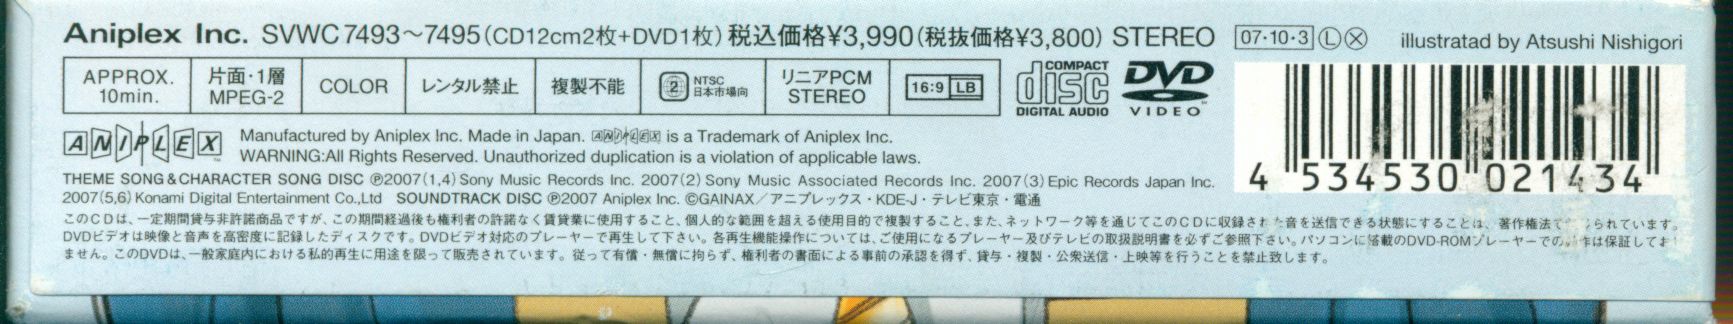 Aniplex Inc. SVWC 7493～7495(CD12cm2枚+DVD1枚) 税込価格¥3,990(税抜価格¥3,800) STEREO 07・10・3 Ⓛ Ⓧ illustratad by Atsushi Nishigori
APPROX. 10min. 片面・1層 MPEG-2 COLOR レンタル禁止 複製不能 2 NTSC 日本市場向 リニアPCM STEREO 16:9 LB COMPACT disc DIGITAL AUDIO DVD VIDEO
ANIPLEX Manufactured by Aniplex Inc. Made in Japan. ANIPLEX is a Trademark of Aniplex Inc.
WARNING:All Rights Reserved. Unauthorized duplication is a violation of applicable laws.
THEME SONG & CHARACTER SONG DISC ℗2007(1,4) Sony Music Records Inc. 2007(2) Sony Music Associated Records Inc. 2007(3) Epic Records Japan Inc.
2007(5,6) Konami Digital Entertainment Co.,Ltd SOUNDTRACK DISC ℗2007 Aniplex Inc. ©GAINAX／アニプレックス・KDE-J・テレビ東京・電通
4 534530 021434
このCDは、一定期間貸与非許諾商品ですが、この期間経過後も権利者の許諾なく賃貸業に使用すること、個人的な範囲を超える使用目的で複製すること、また、ネットワーク等を通じてこのCDに収録された音を送信できる状態にすることは、著作権法で られています。
DVDビデオは映像と音声を高密度に記録したディスクです。DVDビデオ対応のプレーヤーで再生して下さい。各再生機能操作については、ご使用になるプレーヤー及びテレビの取扱説明書を必ずご参照下さい。パソコンに搭載のDVD-ROMプレーヤーでの 作は保証してお
ません。このDVDは、一般家庭内における私的再生に用途を限って販売されています。従って有償・無償に拘らず、権利者の書面による事前の承認を得ず、貸与・複製・公衆送信・上映等を行うことを禁止致します。